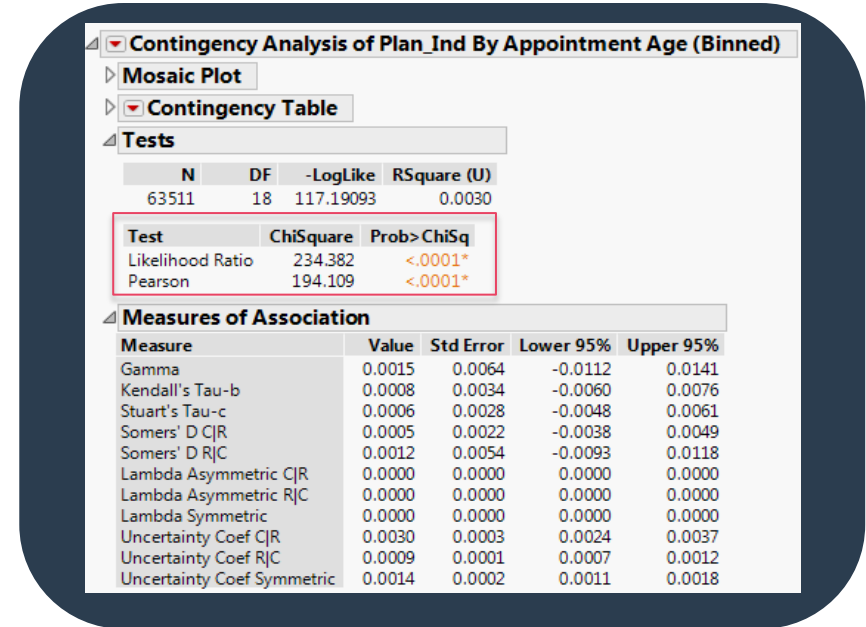 Contingency Analysis of Plan_Ind By Appointment Age (Binned)
Mosaic Plot
Contingency Table
Tests
N DF -LogLike RSquare (U)
63511 18 117.19093 0.0030
Test ChiSquare Prob>ChiSq
Likelihood Ratio 234.382 <.0001*
Pearson 194.109 <.0001*
Measures of Association
Measure Value Std Error Lower 95% Upper 95%
Gamma 0.0015 0.0064 -0.0112 0.0141
Kendall's Tau-b 0.0008 0.0034 -0.0060 0.0076
Stuart's Tau-c 0.0006 0.0028 -0.0048 0.0061
Somers' D C|R 0.0005 0.0022 -0.0038 0.0049
Somers' D R|C 0.0012 0.0054 -0.0093 0.0118
Lambda Asymmetric C|R 0.0000 0.0000 0.0000 0.0000
Lambda Asymmetric R|C 0.0000 0.0000 0.0000 0.0000
Lambda Symmetric 0.0000 0.0000 0.0000 0.0000
Uncertainty Coef C|R 0.0030 0.0003 0.0024 0.0037
Uncertainty Coef R|C 0.0009 0.0001 0.0007 0.0012
Uncertainty Coef Symmetric 0.0014 0.0002 0.0011 0.0018